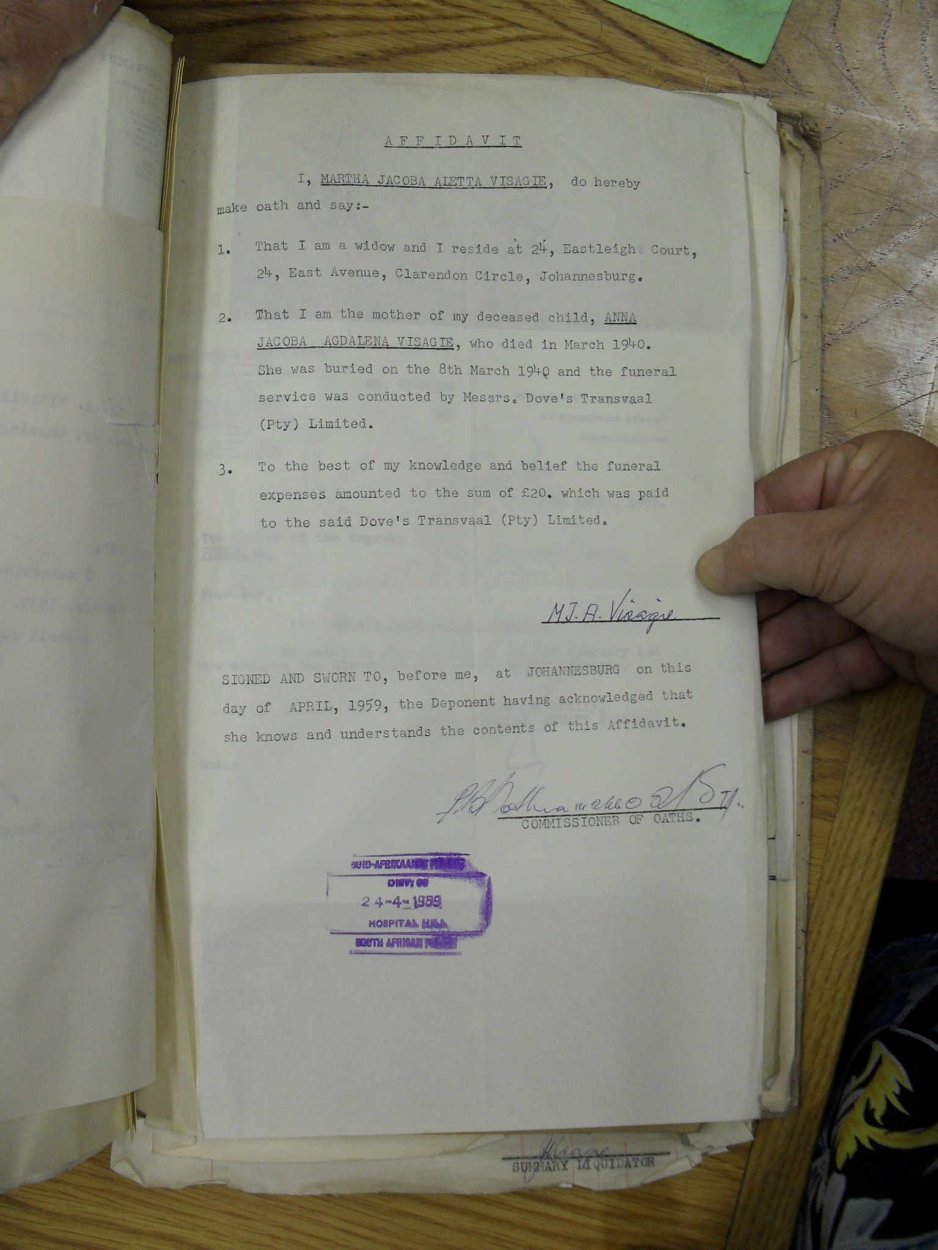 AFFIDAVIT
I, MARTHA JACOBA ALETTA VISAGIE, do hereby
make oath and say:-
1. That I am a widow and I reside at 24, Eastleigh Court,
24, East Avenue, Clarendon Circle, Johannesburg.
2. That I am the mother of my deceased child, ANNA
JACOBA AGDALENA VISAGIE, who died in March 1940.
She was buried on the 8th March 1940 and the funeral
service was conducted by Messrs. Dove's Transvaal
(Pty) Limited.
3. To the best of my knowledge and belief the funeral
expenses amounted to the sum of £20. which was paid
to the said Dove's Transvaal (Pty) Limited.
M.J.A. Visagie
SIGNED AND SWORN TO, before me, at JOHANNESBURG on this
day of APRIL, 1959, the Deponent having acknowledged that
she knows and understands the contents of this Affidavit.
COMMISSIONER OF OATHS.
SUID-AFRIKAANSE
24-4-1959
HOSPITAL HILL
SOUTH AFRICAN
SUMMARY LIQUIDATOR